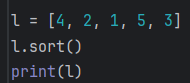 l = [4, 2, 1, 5, 3]
l.sort()
print(l)